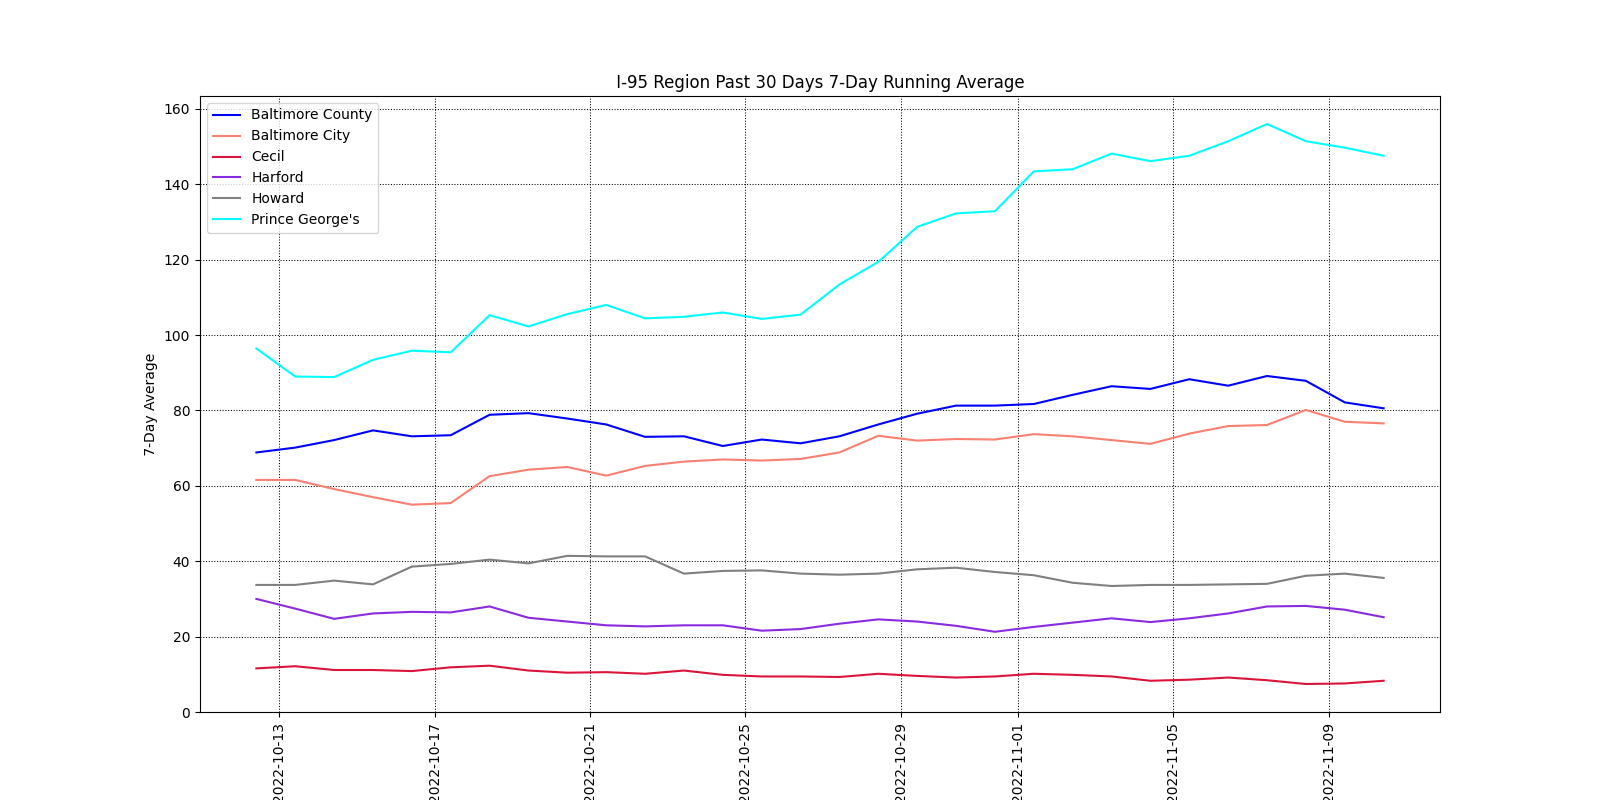 I-95 Region Past 30 Days 7-Day Running Average
160
140
120
100
80
60
40
20
0
7-Day Average
Baltimore County
Baltimore City
Cecil
Harford
Howard
Prince George's
2022-10-13
2022-10-17
2022-10-21
2022-10-25
2022-10-29
2022-11-01
2022-11-05
2022-11-09